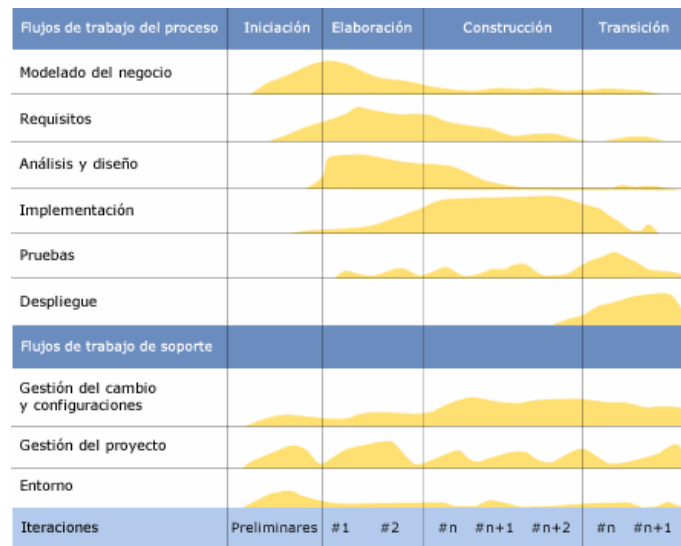 Flujos de trabajo del proceso Iniciación Elaboración Construcción Transición
Modelado del negocio
Requisitos
Análisis y diseño
Implementación
Pruebas
Despliegue
Flujos de trabajo de soporte
Gestión del cambio
y configuraciones
Gestión del proyecto
Entorno
Iteraciones Preliminares #1 #2 #n #n+1 #n+2 #n #n+1